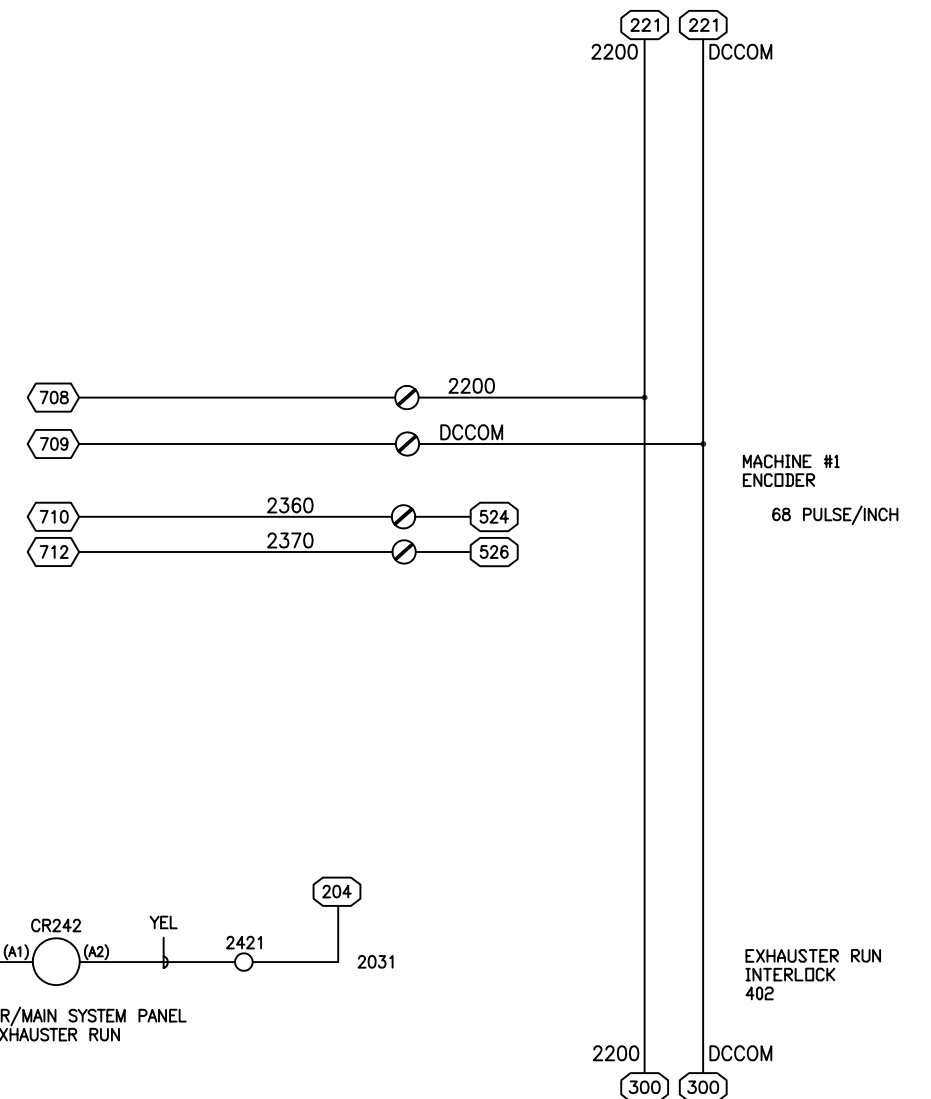 221 221
2200 DCCOM
708 2200
709 DCCOM
MACHINE #1
ENCODER
68 PULSE/INCH
710 2360 524
712 2370 526
204
CR242 YEL
(A1) (A2) 2421 2031
EXHAUSTER RUN
INTERLOCK
402
R/MAIN SYSTEM PANEL
XHAUSTER RUN
2200 DCCOM
300 300